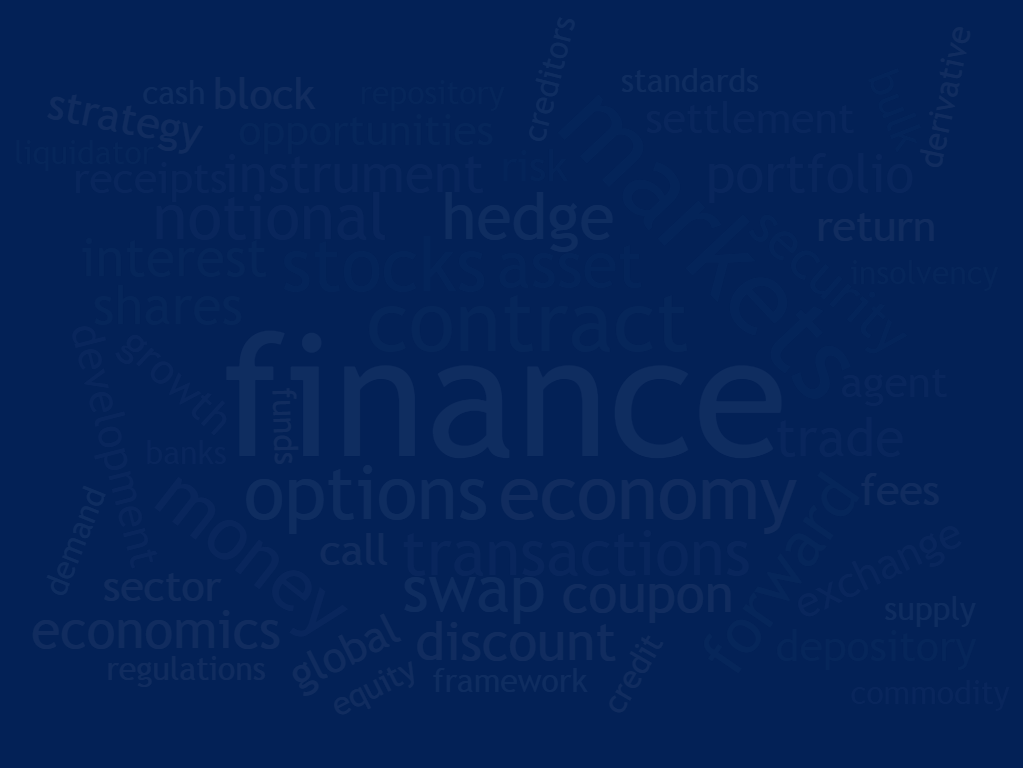 creditors
derivative
standards
cash
block
repository
bulk
strategy
opportunities
settlement
markets
liquidator
receipts
instrument
risk
portfolio
notional
hedge
return
security
interest
stocks
asset
insolvency
shares
contract
development
growth
finance
funds
agent
banks
trade
options
economy
fees
money
demand
call
transactions
forward
exchange
sector
swap
coupon
supply
economics
global
discount
credit
depository
regulations
equity
framework
commodity